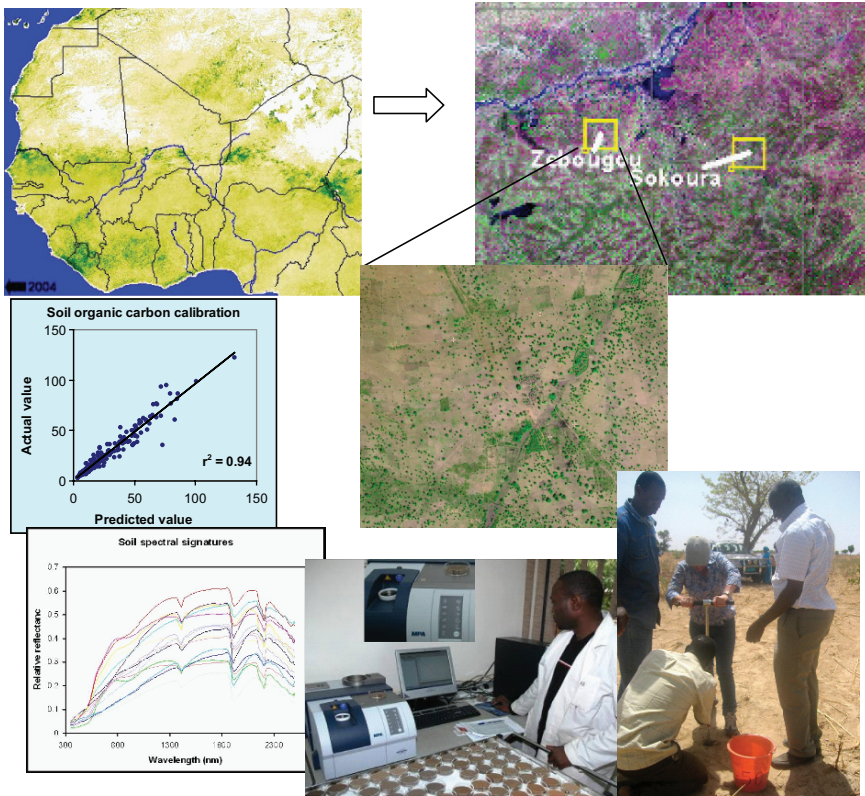 2004
Zebougou
Sokoura
Soil organic carbon calibration
Actual value
150
100
50
0
0
50
100
150
r² = 0.94
Predicted value
Soil spectral signatures
Relative reflectanc
0.7
0.6
0.5
0.4
0.3
0.2
0.1
0
300
800
1300
1800
2300
Wavelength (nm)
MPA